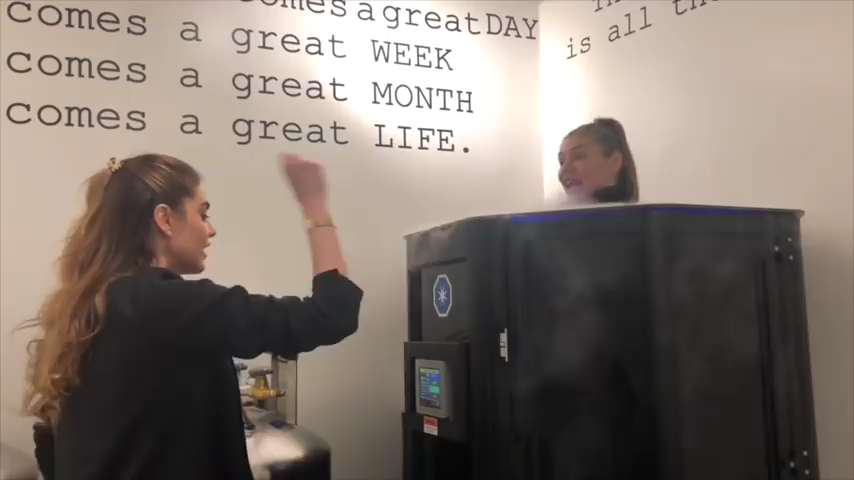 comes a great DAY
comes a great WEEK
comes a great MONTH
comes a great LIFE.
is all